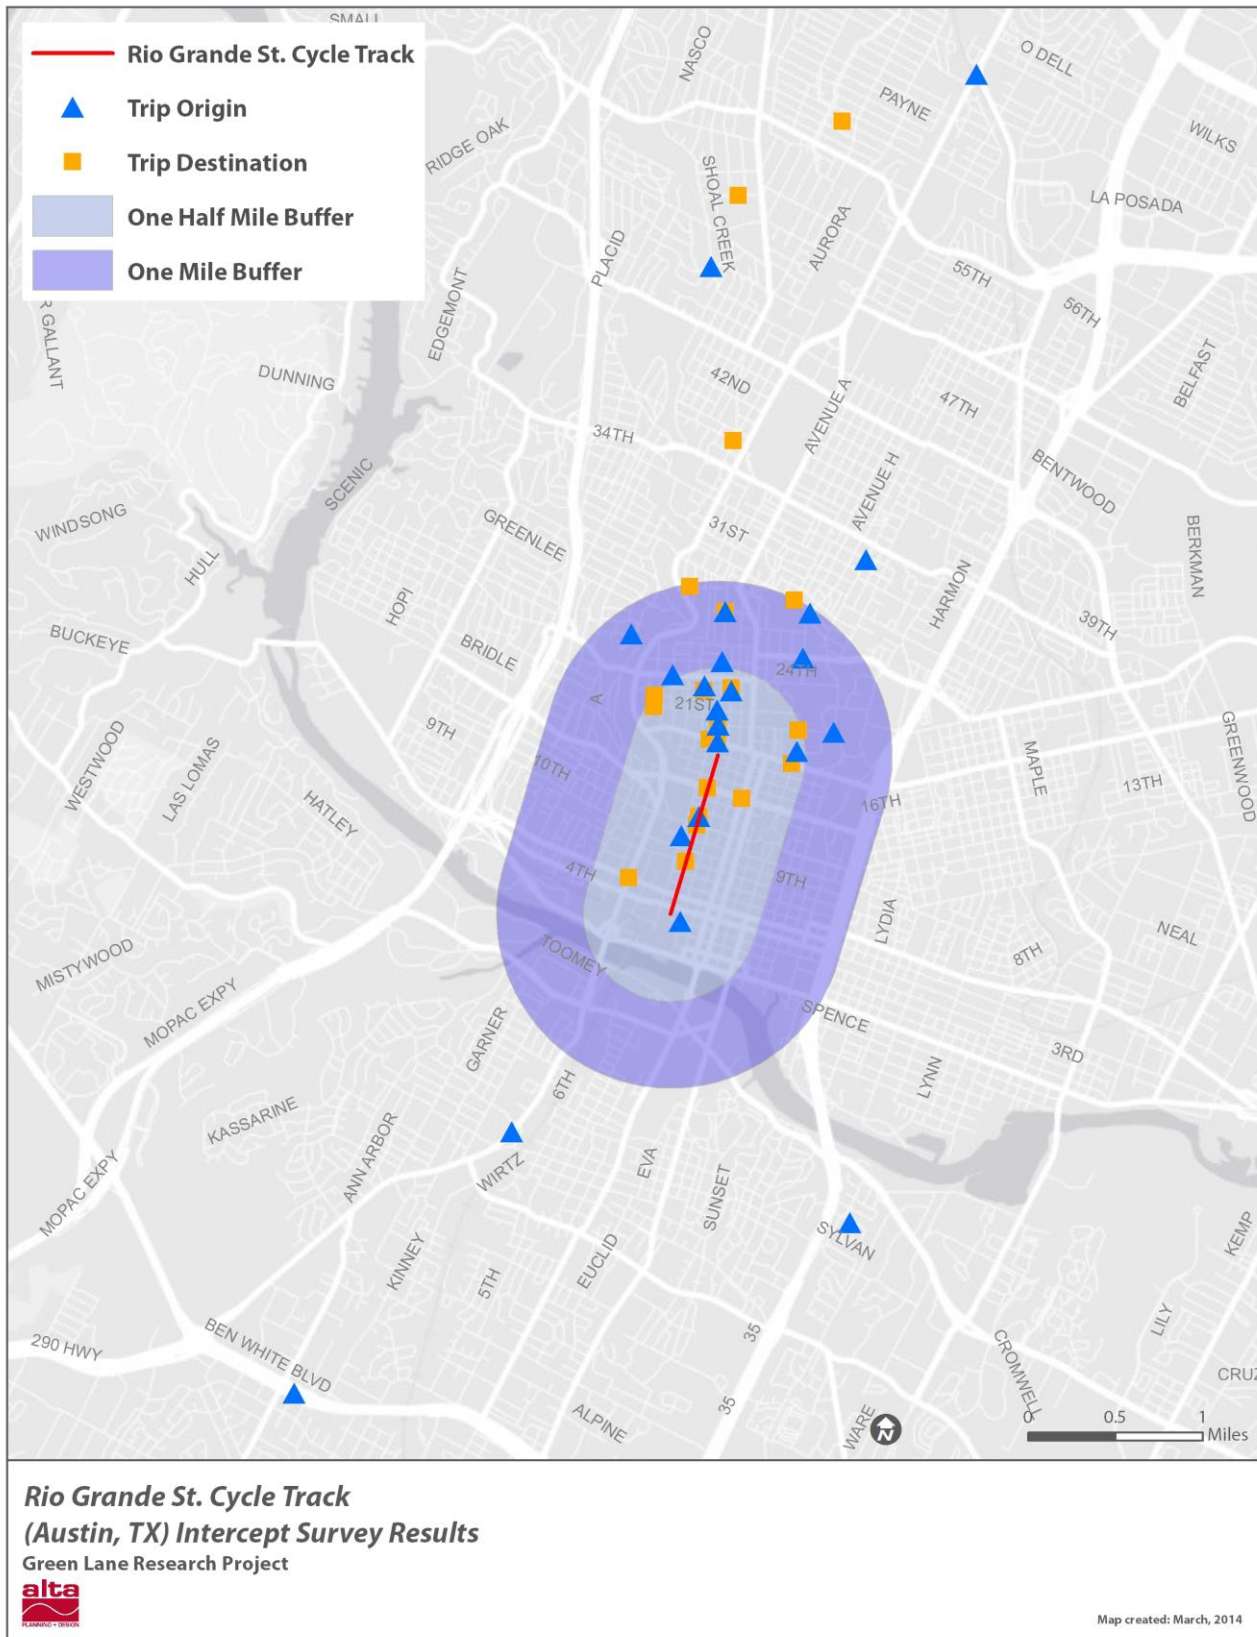 SMALL
Rio Grande St. Cycle Track
Trip Origin
Trip Destination
One Half Mile Buffer
One Mile Buffer
NASCO
O DELL
PAYNE
WILKS
RIDGE OAK
SHOAL CREEK
LA POSADA
PLACID
AURORA
55TH
56TH
R GALLANT
EDGEMONT
DUNNING
42ND
BELFAST
AVENUE A
47TH
34TH
SCENIC
BENTWOOD
AVENUE H
WINDSONG
GREENLEE
31ST
BERKMAN
HULL
HOPI
HARMON
39TH
BUCKEYE
BRIDLE
24TH
A
21ST
9TH
WESTWOOD
LAS LOMAS
10TH
MAPLE
GREENWOOD
13TH
HATLEY
16TH
4TH
9TH
LYDIA
NEAL
8TH
MISTYWOOD
TOOMEY
MOPAC EXPY
SPENCE
GARNER
3RD
LYNN
6TH
KASSARINE
ANN ARBOR
WIRTZ
EVA
SUNSET
MOPAC EXPY
SYLVAN
KEMP
KINNEY
EUCLID
5TH
LILY
290 HWY
BEN WHITE BLVD
35
CROMWELL
CRUZ
35
ALPINE
WARE
N
0 0.5 1
Miles
Rio Grande St. Cycle Track
(Austin, TX) Intercept Survey Results
Green Lane Research Project
alta
PLANNING + DESIGN
Map created: March, 2014